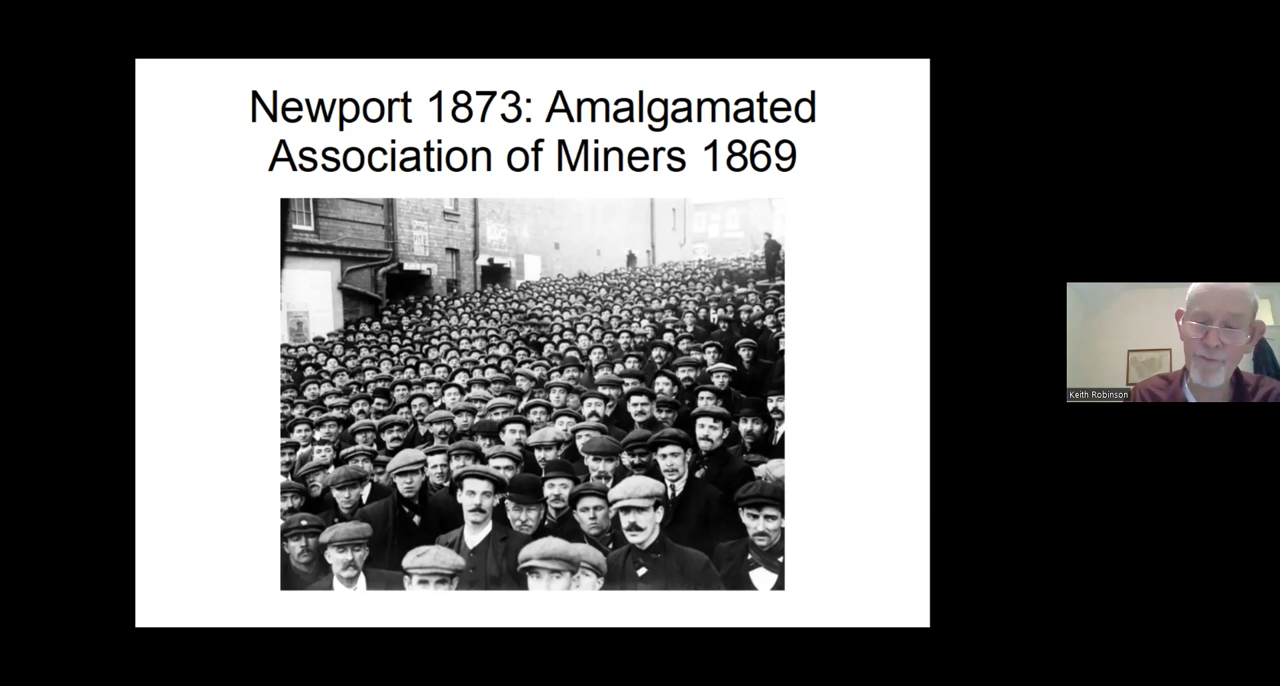 Newport 1873: Amalgamated
Association of Miners 1869
Keith Robinson